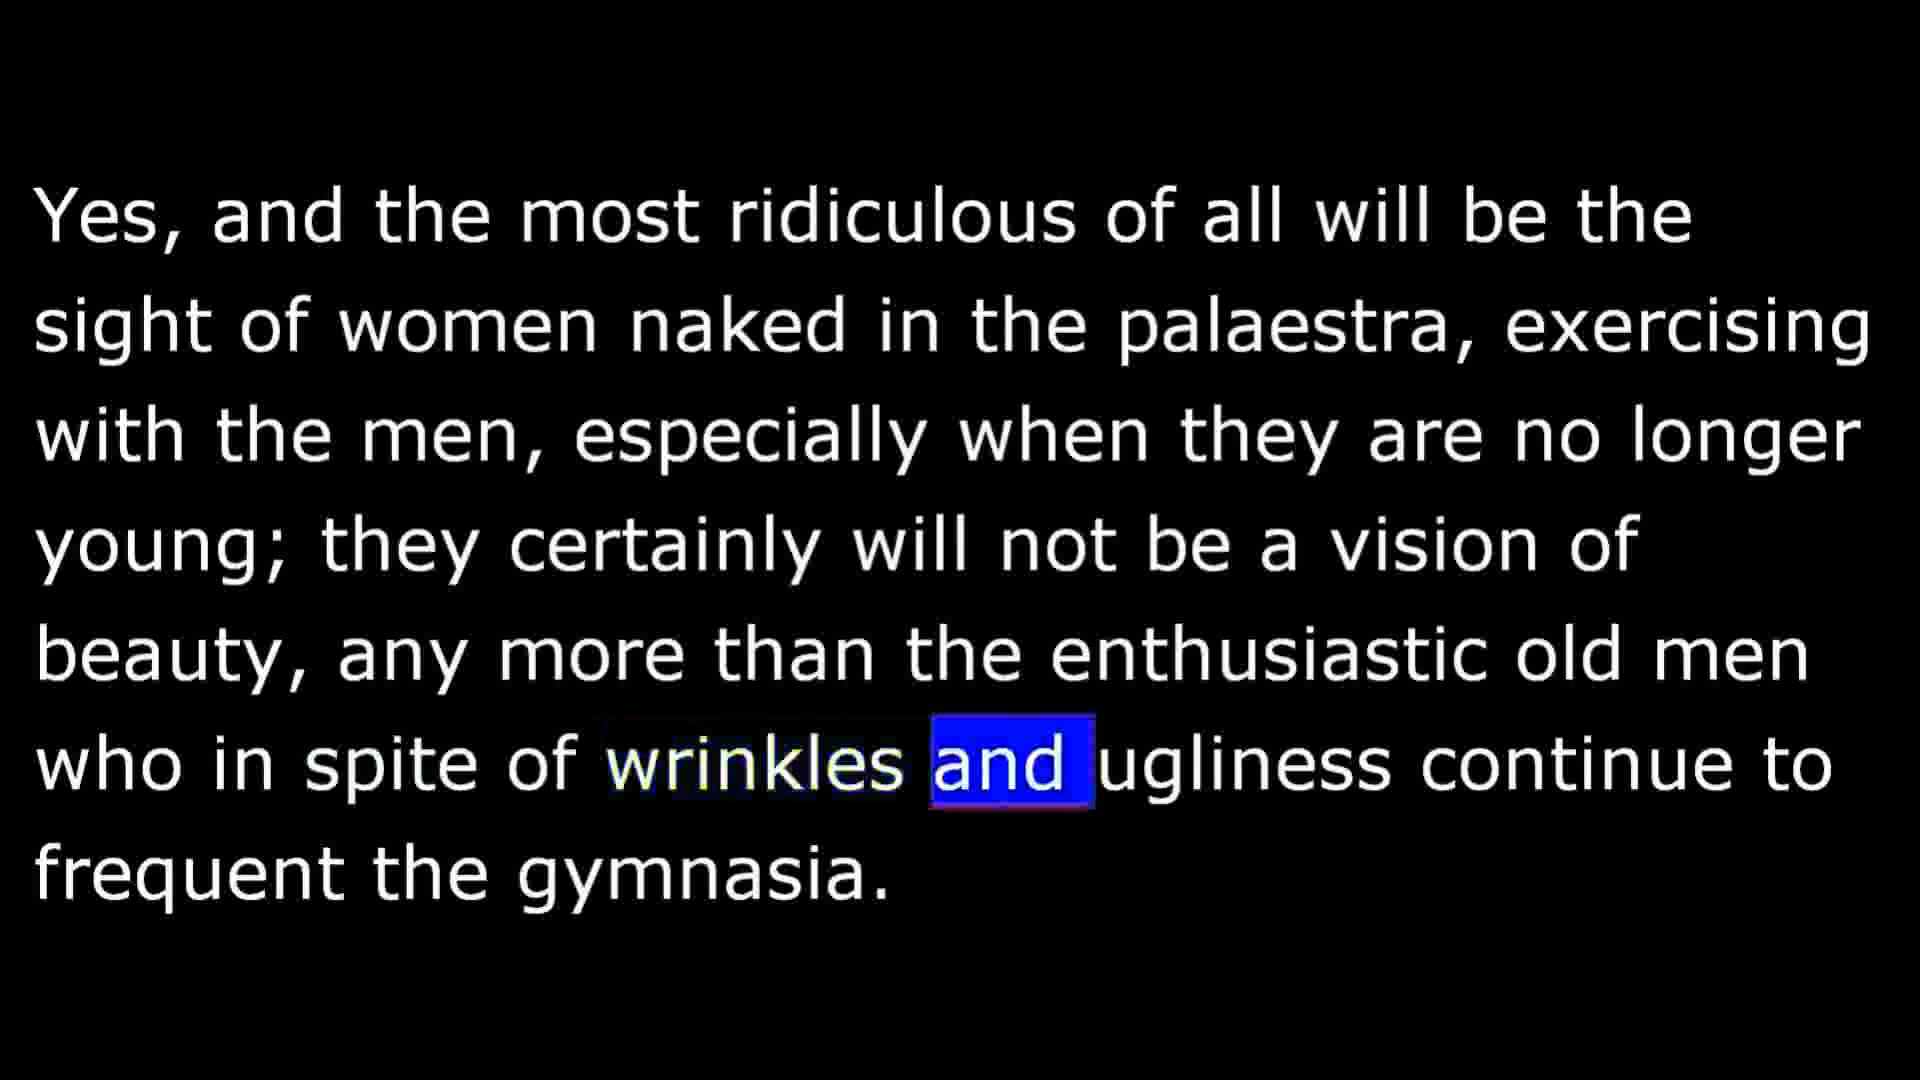 Yes, and the most ridiculous of all will be the
sight of women naked in the palaestra, exercising
with the men, especially when they are no longer
young; they certainly will not be a vision of
beauty, any more than the enthusiastic old men
who in spite of wrinkles and ugliness continue to
frequent the gymnasia.